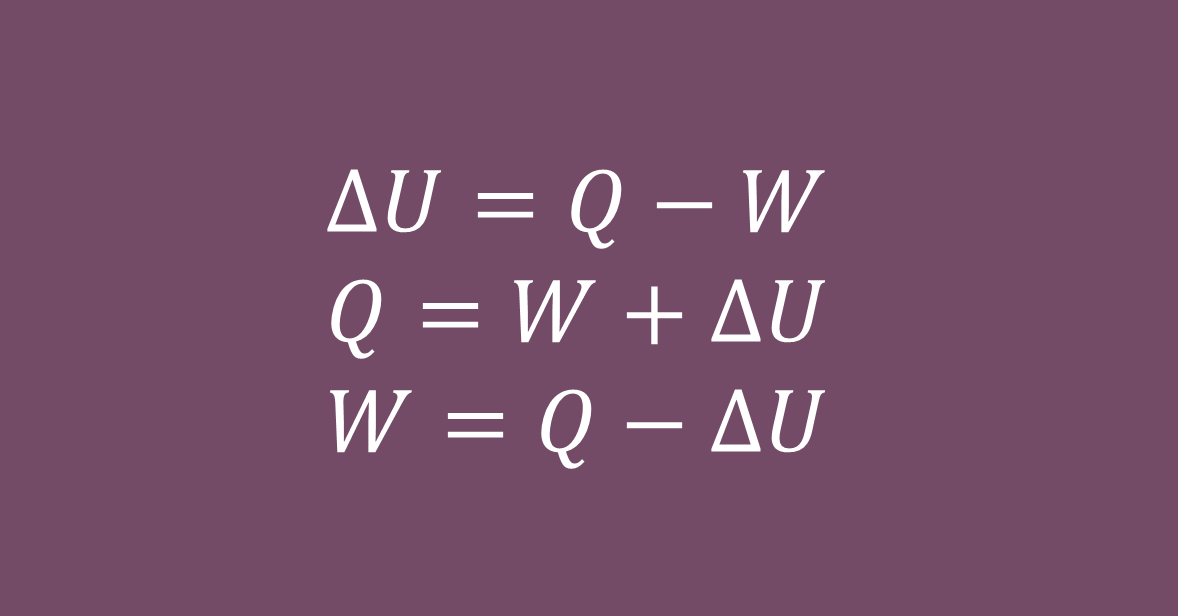 ΔU = Q − W
Q = W + ΔU
W = Q − ΔU